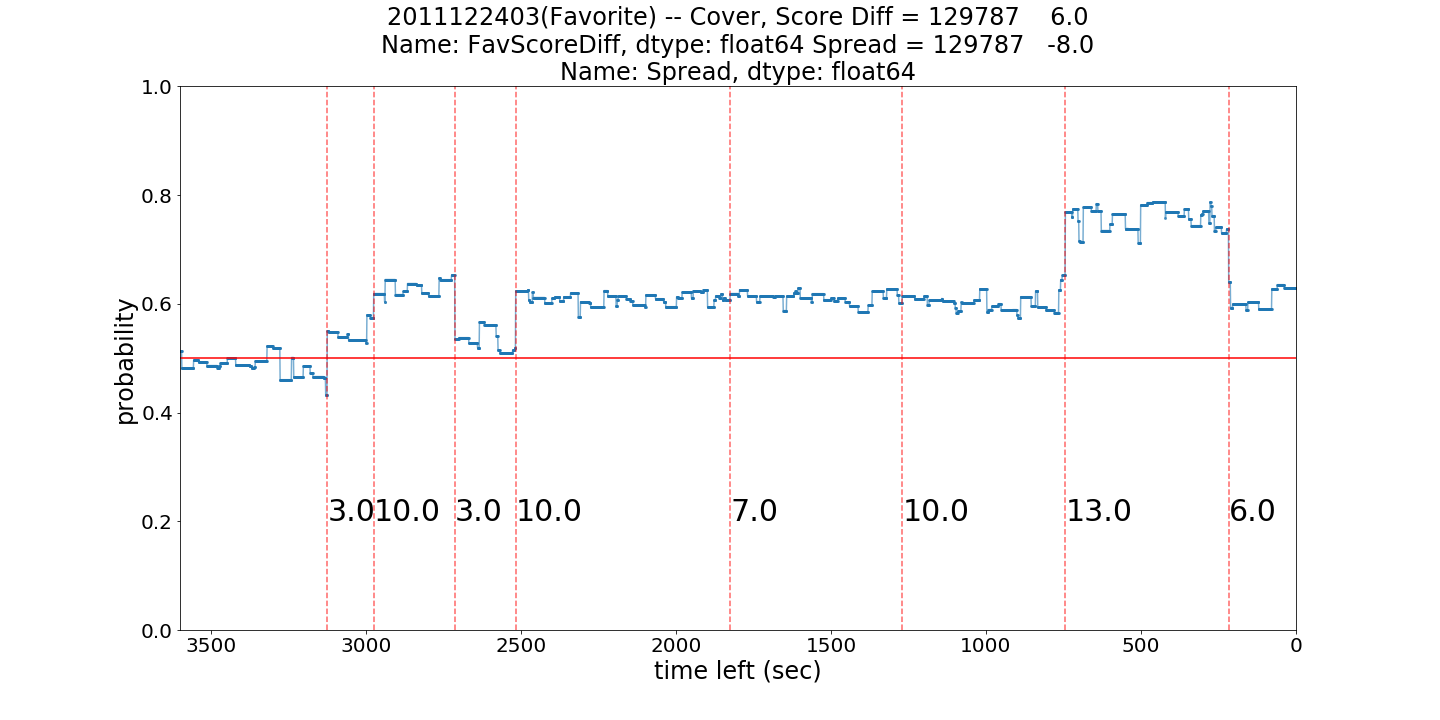 2011122403(Favorite) -- Cover, Score Diff = 129787    6.0
Name: FavScoreDiff, dtype: float64 Spread = 129787   -8.0
Name: Spread, dtype: float64
1.0
0.8
0.6
0.4
0.2
0.0
probability
3.0 10.0 3.0 10.0 7.0 10.0 13.0 6.0
3500 3000 2500 2000 1500 1000 500 0
time left (sec)